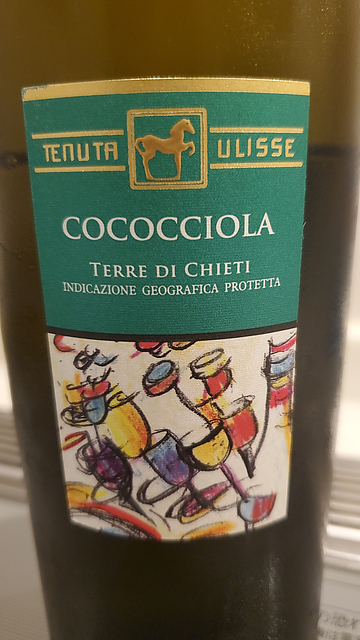 TENUTA ULISSE
COCOCCIOLA
TERRE DI CHIETI
INDICAZIONE GEOGRAFICA PROTETTA